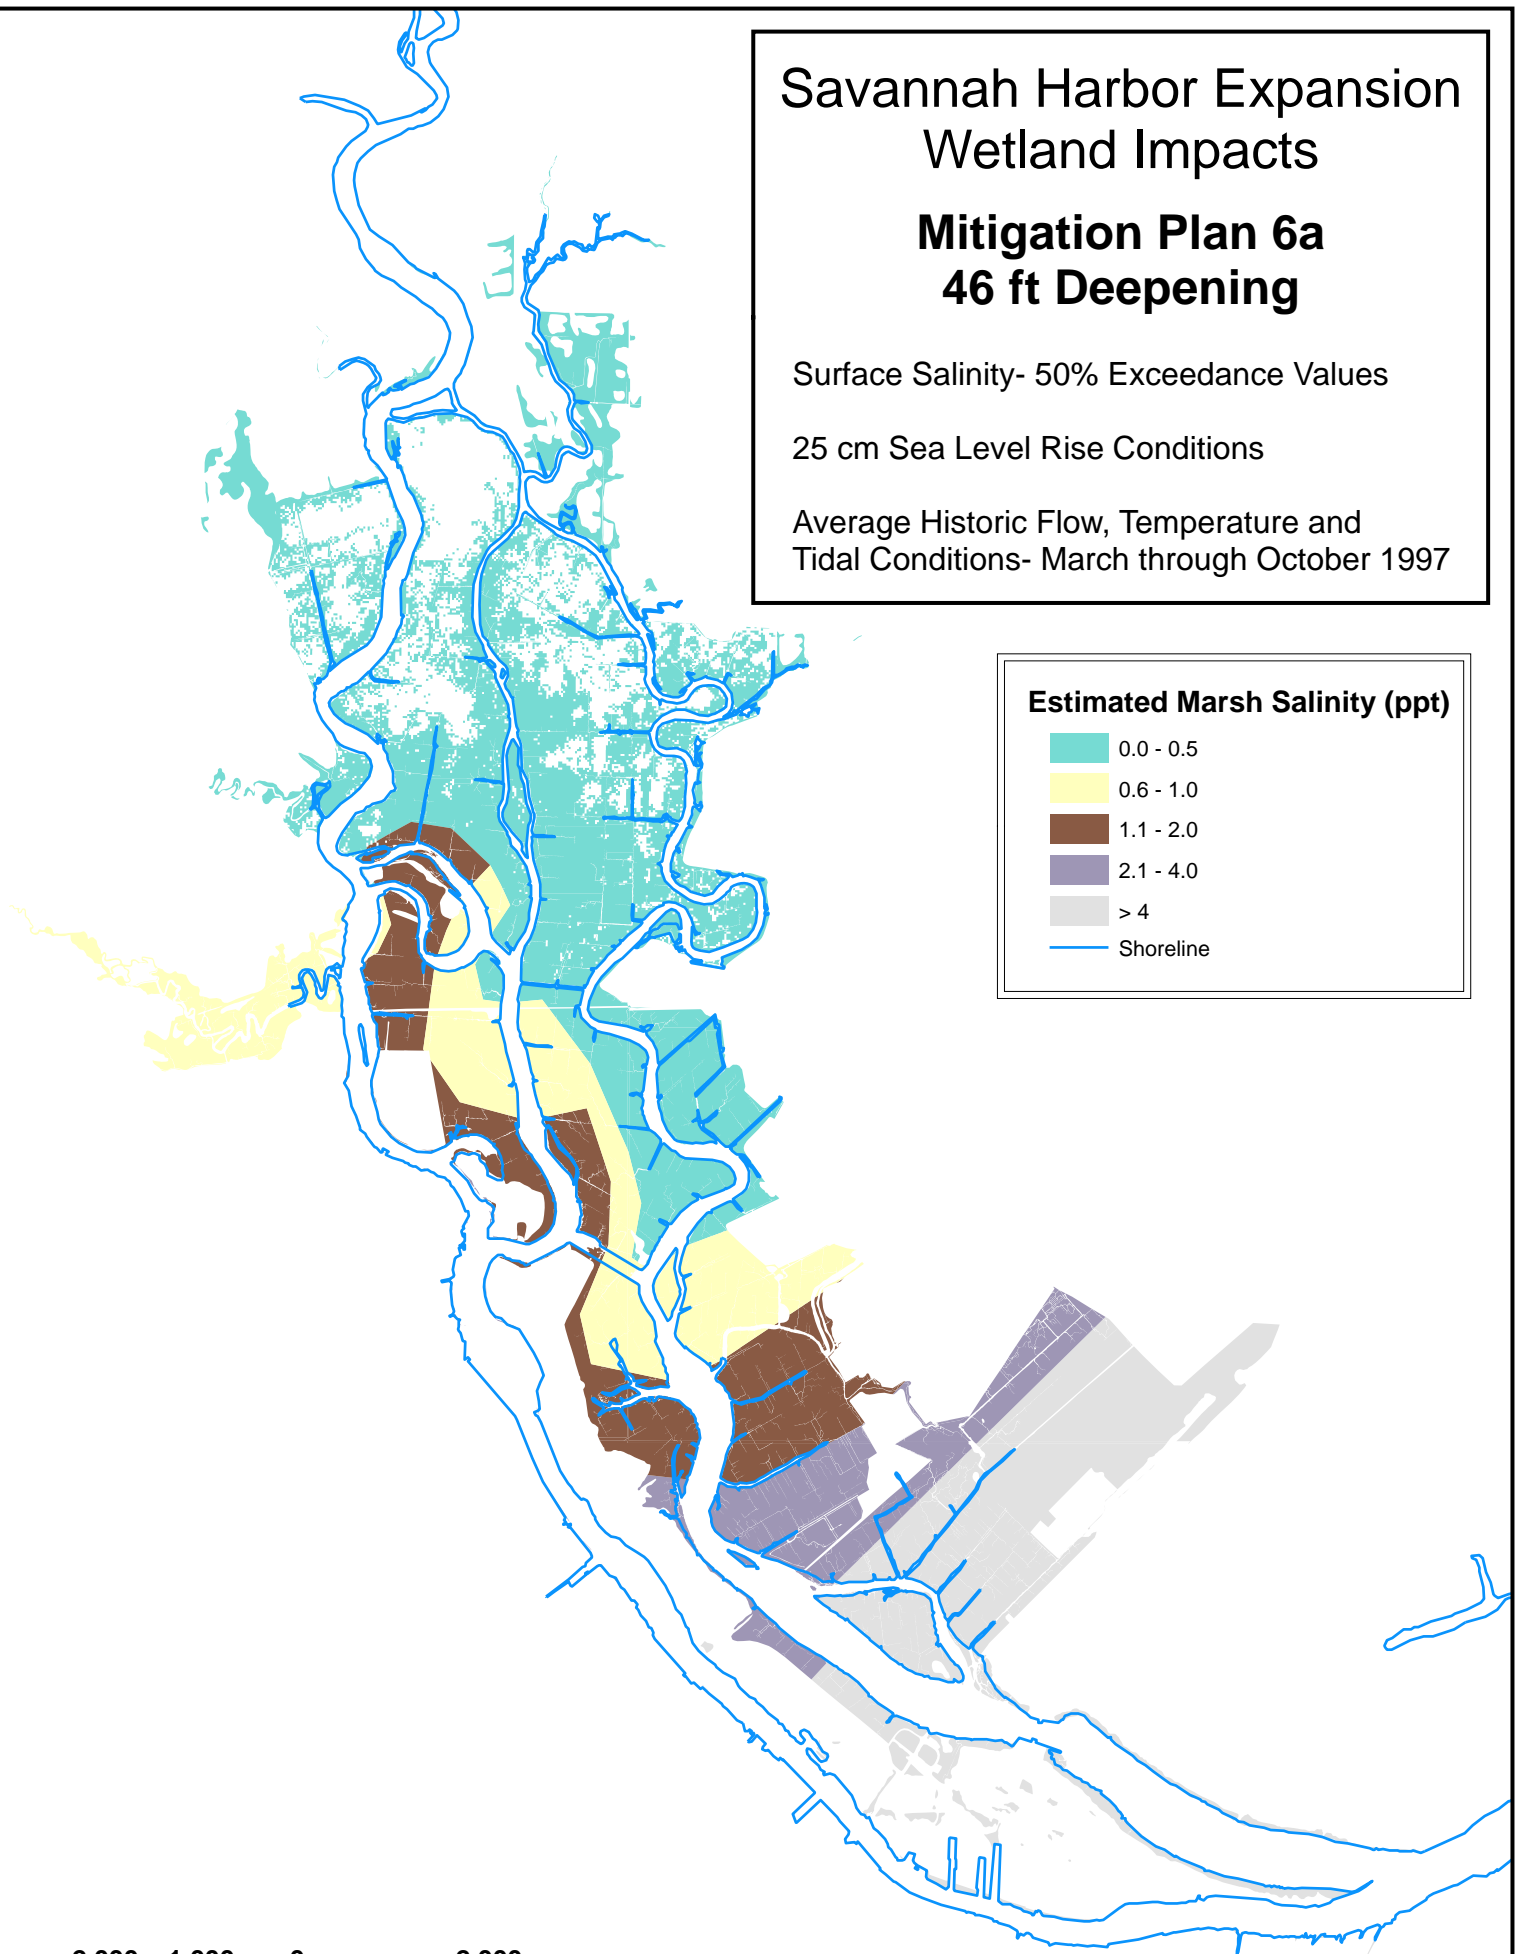 Savannah Harbor Expansion
Wetland Impacts
Mitigation Plan 6a
46 ft Deepening
Surface Salinity- 50% Exceedance Values
25 cm Sea Level Rise Conditions
Average Historic Flow, Temperature and
Tidal Conditions- March through October 1997
Estimated Marsh Salinity (ppt)
0.0 - 0.5
0.6 - 1.0
1.1 - 2.0
2.1 - 4.0
> 4
Shoreline